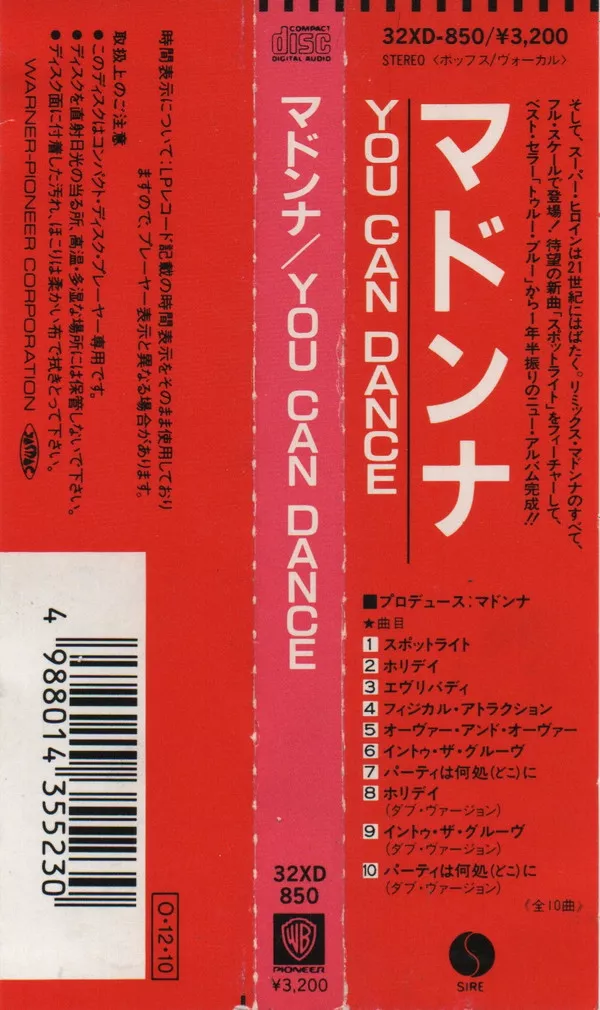 32XD-850/¥3,200
STEREO〈ポップス/ヴォーカル〉
そして、スーパー・ヒロインは21世紀にはばたく。リミックス・マドンナのすべて、
フル・スケールで登場! 待望の新曲「スポットライト」をフィーチャーして、
ベスト・セラー「トゥルー・ブルー」から1年半振りのニュー・アルバム完成!!
マドンナ
YOU CAN DANCE
■プロデュース:マドンナ
★曲目
1 スポットライト
2 ホリデイ
3 エヴリバディ
4 フィジカル・アトラクション
5 オーヴァー・アンド・オーヴァー
6 イントゥ・ザ・グルーヴ
7 パーティは何処(どこ)に
8 ホリデイ
(ダブ・ヴァージョン)
9 イントゥ・ザ・グルーヴ
(ダブ・ヴァージョン)
10 パーティは何処(どこ)に
(ダブ・ヴァージョン)
《全10曲》
SIRE
COMPACT
disc
DIGITAL AUDIO
マドンナ/YOU CAN DANCE
32XD
850
WB
PIONEER
¥3,200
時間表示について:LPレコード記載の時間表示をそのまま使用しており
ますので、プレーヤー表示と異なる場合があります。
取扱上のご注意
●このディスクはコンパクト・ディスク・プレーヤー専用です。
●ディスクを直射日光の当る所、高温・多湿な場所には保管しないで下さい。
●ディスク面に付着した汚れ、ほこりは柔かい布で拭きとって下さい。
WARNER-PIONEER CORPORATION
JASRAC
4 988014 355230
O・12・10